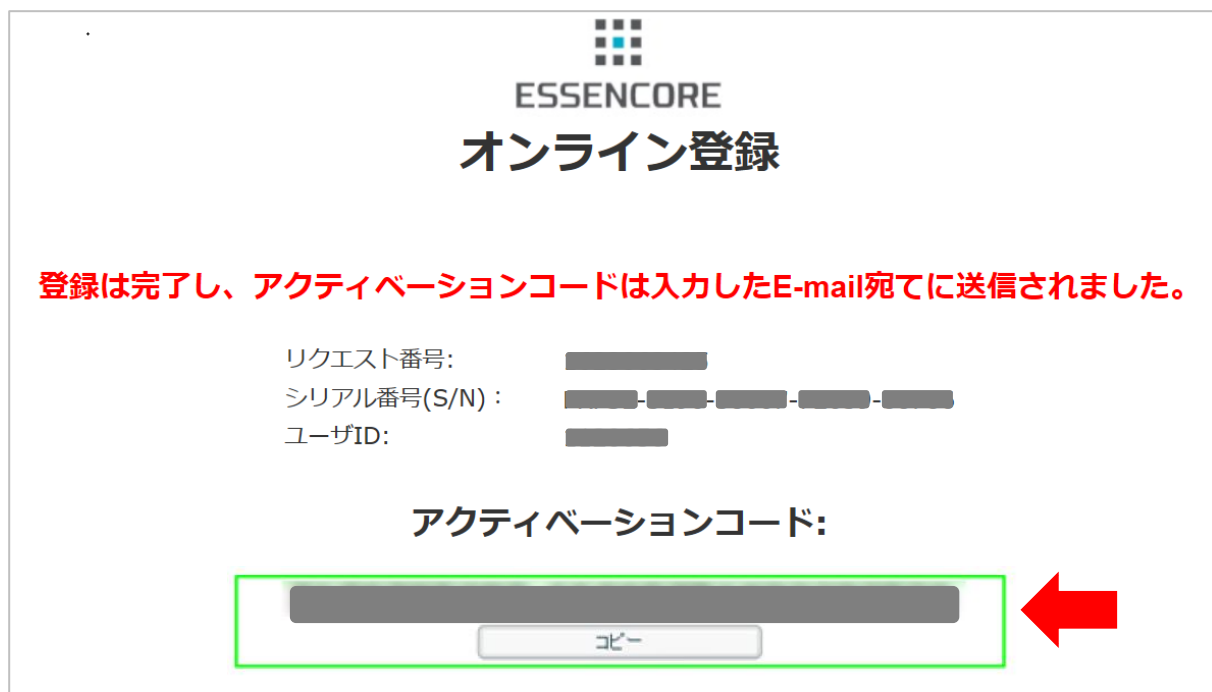 ESSENCORE
オンライン登録
登録は完了し、アクティベーションコードは入力したE-mail宛てに送信されました。
リクエスト番号:
シリアル番号(S/N)：
ユーザID:
アクティベーションコード:
コピー